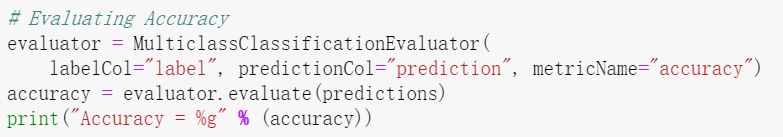 # Evaluating Accuracy
evaluator = MulticlassClassificationEvaluator(
    labelCol="label", predictionCol="prediction", metricName="accuracy")
accuracy = evaluator.evaluate(predictions)
print("Accuracy = %g" % (accuracy))